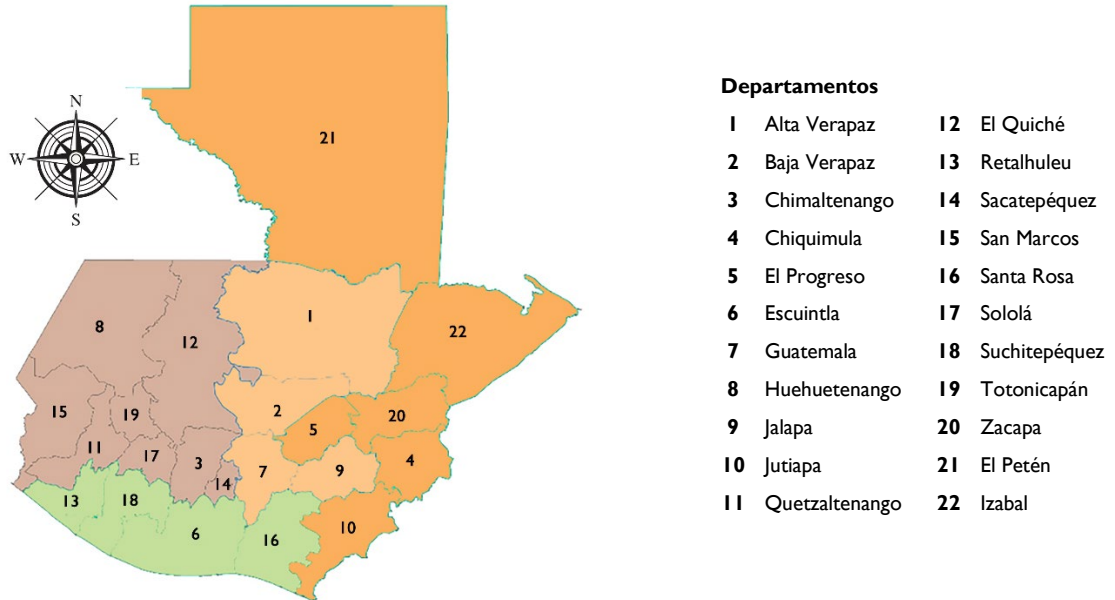 N
W E
S
21
1
22
8
12
15
19
2
20
5
11
17
3
4
7
9
14
13
18
6
16
10
Departamentos
1 Alta Verapaz
2 Baja Verapaz
3 Chimaltenango
4 Chiquimula
5 El Progreso
6 Escuintla
7 Guatemala
8 Huehuetenango
9 Jalapa
10 Jutiapa
11 Quetzaltenango
12 El Quiché
13 Retalhuleu
14 Sacatepéquez
15 San Marcos
16 Santa Rosa
17 Sololá
18 Suchitepéquez
19 Totonicapán
20 Zacapa
21 El Petén
22 Izabal